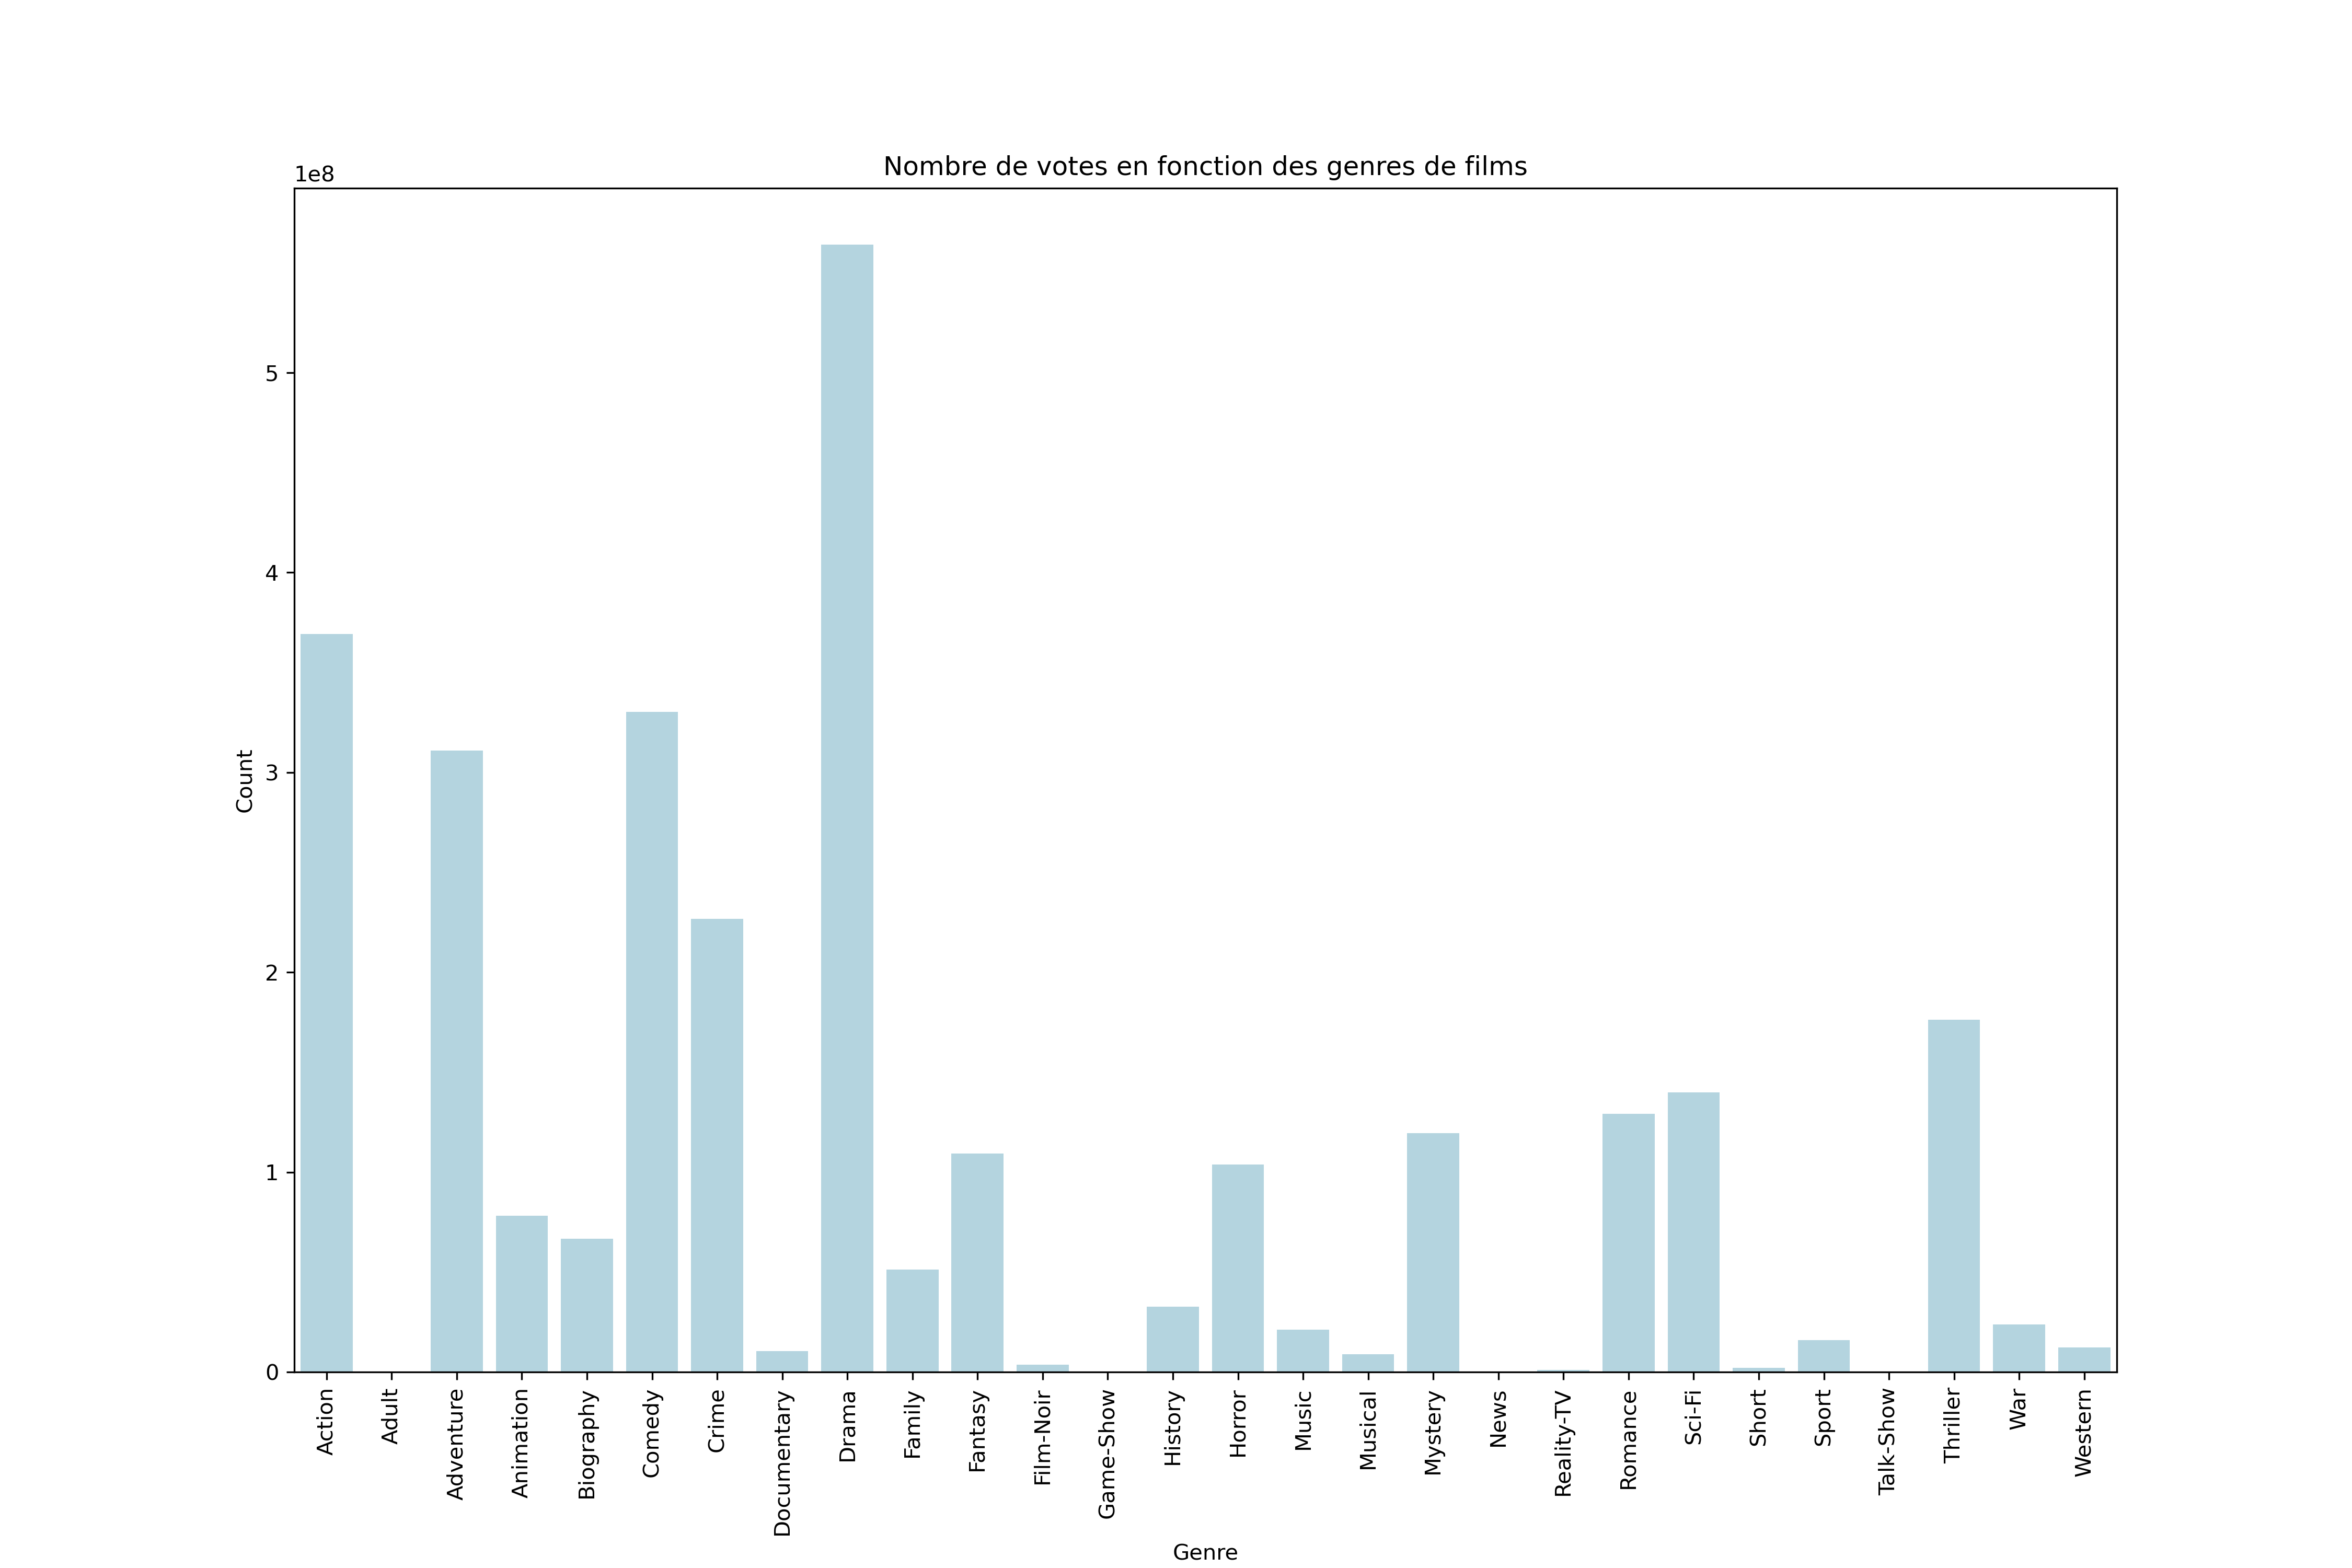 Nombre de votes en fonction des genres de films
1e8
5
4
3
2
1
0
Count
Action
Adult
Adventure
Animation
Biography
Comedy
Crime
Documentary
Drama
Family
Fantasy
Film-Noir
Game-Show
History
Horror
Music
Musical
Mystery
News
Reality-TV
Romance
Sci-Fi
Short
Sport
Talk-Show
Thriller
War
Western
Genre